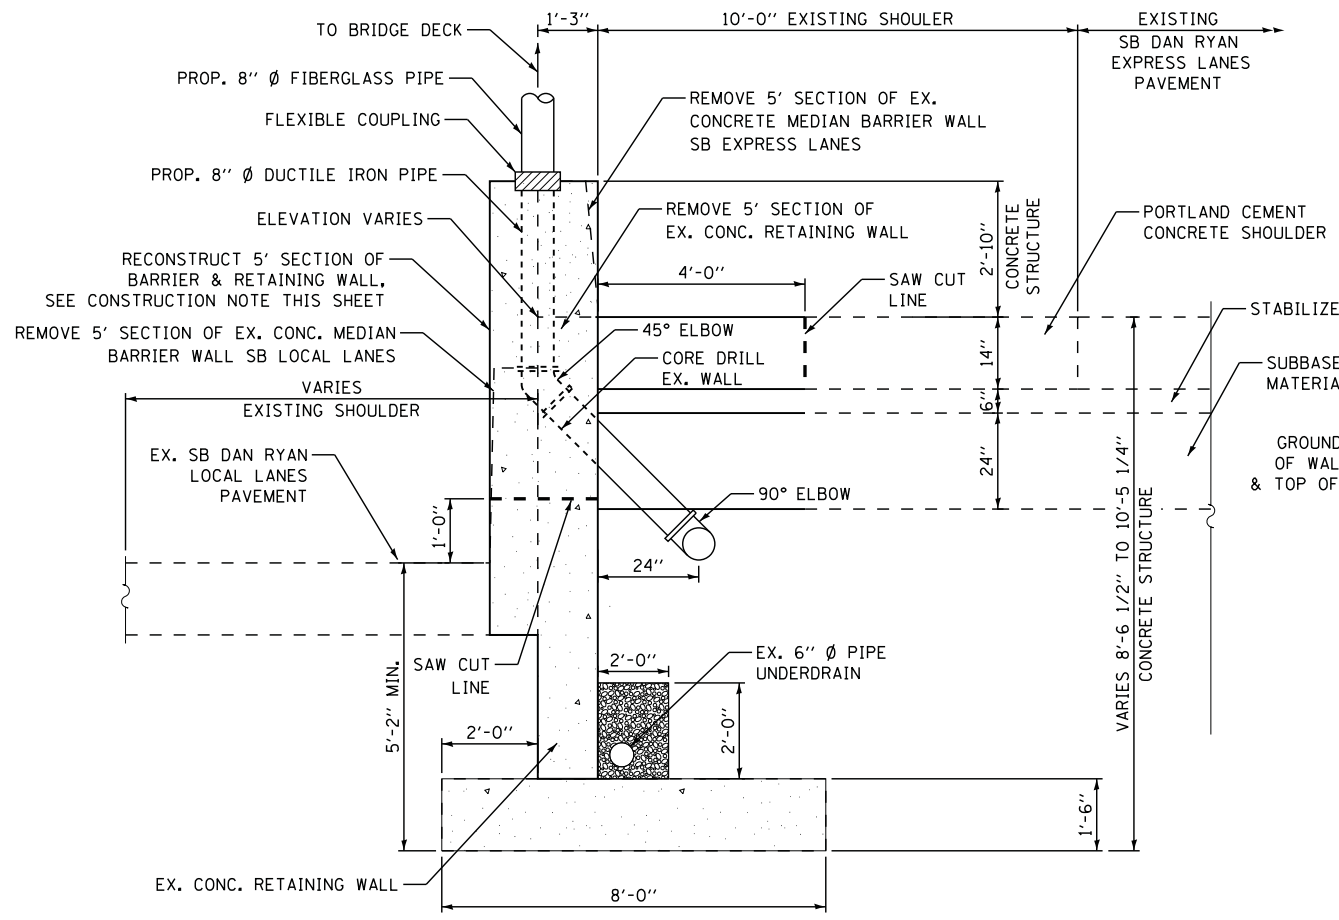 TO BRIDGE DECK
1'-3"
10'-0" EXISTING SHOULER
EXISTING
SB DAN RYAN
EXPRESS LANES
PAVEMENT
PROP. 8" Ø FIBERGLASS PIPE
FLEXIBLE COUPLING
REMOVE 5' SECTION OF EX.
CONCRETE MEDIAN BARRIER WALL
SB EXPRESS LANES
PROP. 8" Ø DUCTILE IRON PIPE
ELEVATION VARIES
REMOVE 5' SECTION OF
EX. CONC. RETAINING WALL
2'-10"
CONCRETE
STRUCTURE
PORTLAND CEMENT
CONCRETE SHOULDER
RECONSTRUCT 5' SECTION OF
BARRIER & RETAINING WALL,
SEE CONSTRUCTION NOTE THIS SHEET
4'-0"
SAW CUT
LINE
STABILIZE
REMOVE 5' SECTION OF EX. CONC. MEDIAN
BARRIER WALL SB LOCAL LANES
45° ELBOW
CORE DRILL
EX. WALL
14"
SUBBASE
MATERIA
VARIES
EXISTING SHOULDER
6"
EX. SB DAN RYAN
LOCAL LANES
PAVEMENT
24"
GROUND
OF WAL
& TOP OF
90° ELBOW
1'-0"
24"
VARIES 8'-6 1/2" TO 10'-5 1/4"
CONCRETE STRUCTURE
5'-2" MIN.
SAW CUT
LINE
2'-0"
EX. 6" Ø PIPE
UNDERDRAIN
2'-0"
2'-0"
1'-6"
EX. CONC. RETAINING WALL
8'-0"